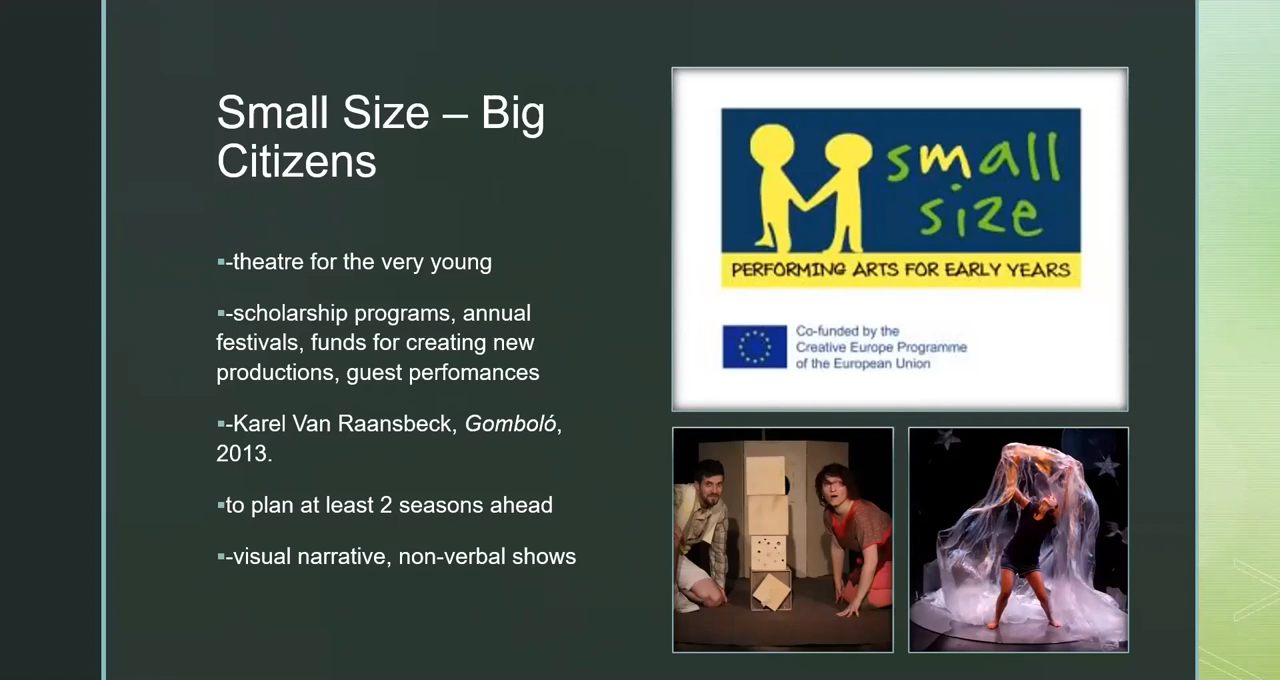 Small Size – Big
Citizens
▪-theatre for the very young
▪-scholarship programs, annual
festivals, funds for creating new
productions, guest perfomances
▪-Karel Van Raansbeck, Gomboló,
2013.
▪to plan at least 2 seasons ahead
▪-visual narrative, non-verbal shows
small
size
PERFORMING ARTS FOR EARLY YEARS
Co-funded by the
Creative Europe Programme
of the European Union